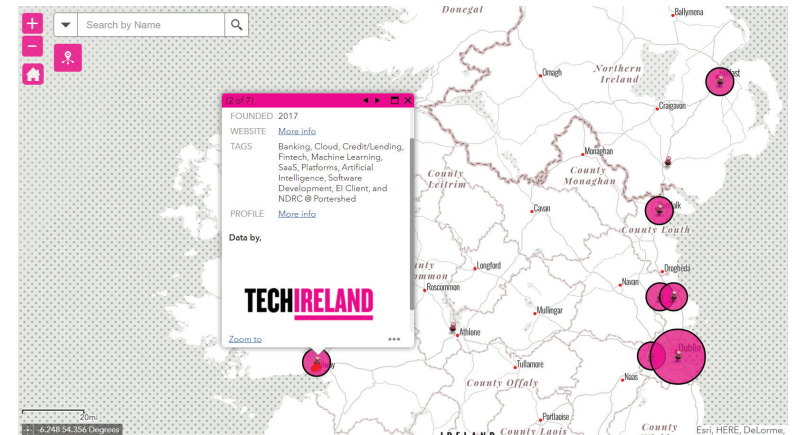 +
−
Search by Name
Donegal
Ballymena
Omagh
Northern
Ireland
Craigavon
Monaghan
County
Monaghan
County
Leitrim
Cavan
County Louth
Drogheda
Navan
Longford
Roscommon
Mullingar
Athlone
Dublin
Tullamore
Naas
County Offaly
Portlaoise
IRELAND
County Laois
County
(2 of 7)
FOUNDED 2017
WEBSITE More info
TAGS Banking, Cloud, Credit/Lending,
Fintech, Machine Learning,
SaaS, Platforms, Artificial
Intelligence, Software
Development, EI Client, and
NDRC @ Portershed
PROFILE More info
Data by,
TECHIRELAND
Zoom to
•••
20mi
-6.248 54.356 Degrees
Esri, HERE, DeLorme,